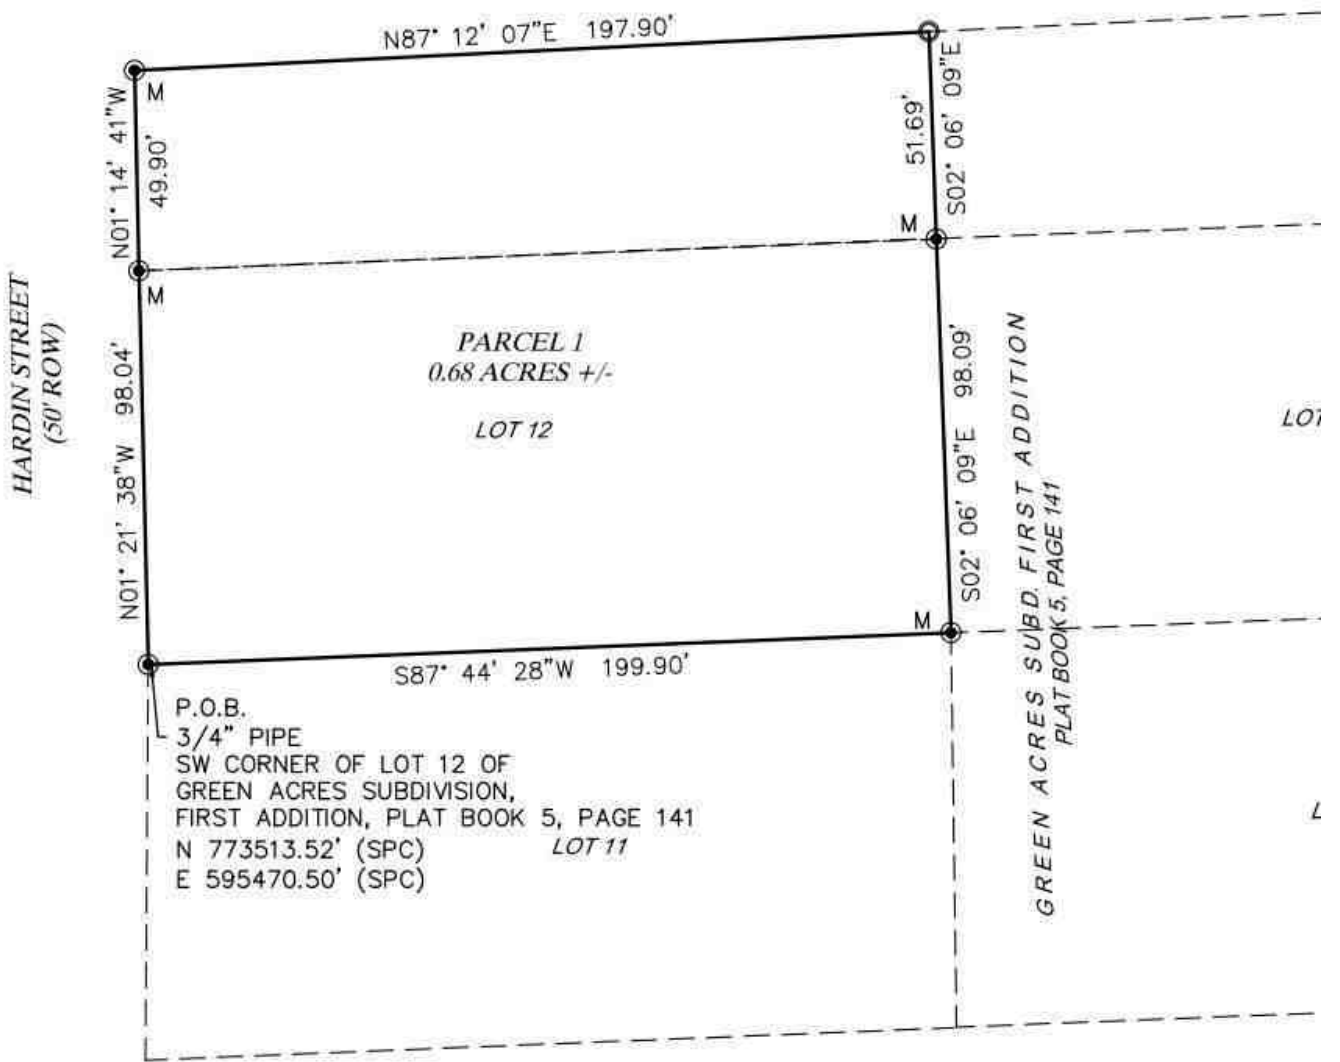 N87° 12' 07"E 197.90'
N01° 14' 41"W
49.90'
M
51.69'
S02° 06' 09"E
M
M
HARDIN STREET
(50' ROW)
N01° 21' 38"W 98.04'
PARCEL 1
0.68 ACRES +/-
LOT 12
98.09'
S02° 06' 09"E
GREEN ACRES SUBD. FIRST ADDITION
PLAT BOOK 5, PAGE 141
LOT
M
S87° 44' 28"W 199.90'
P.O.B.
3/4" PIPE
SW CORNER OF LOT 12 OF
GREEN ACRES SUBDIVISION,
FIRST ADDITION, PLAT BOOK 5, PAGE 141
N 773513.52' (SPC)
E 595470.50' (SPC)
LOT 11
L